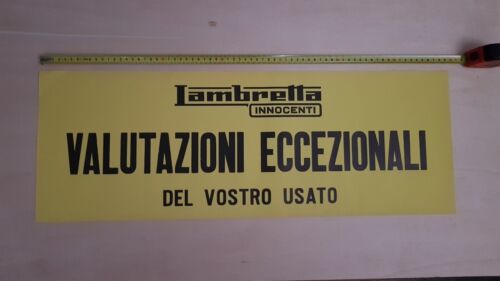 Lambretta
INNOCENTI
VALUTAZIONI ECCEZIONALI
DEL VOSTRO USATO